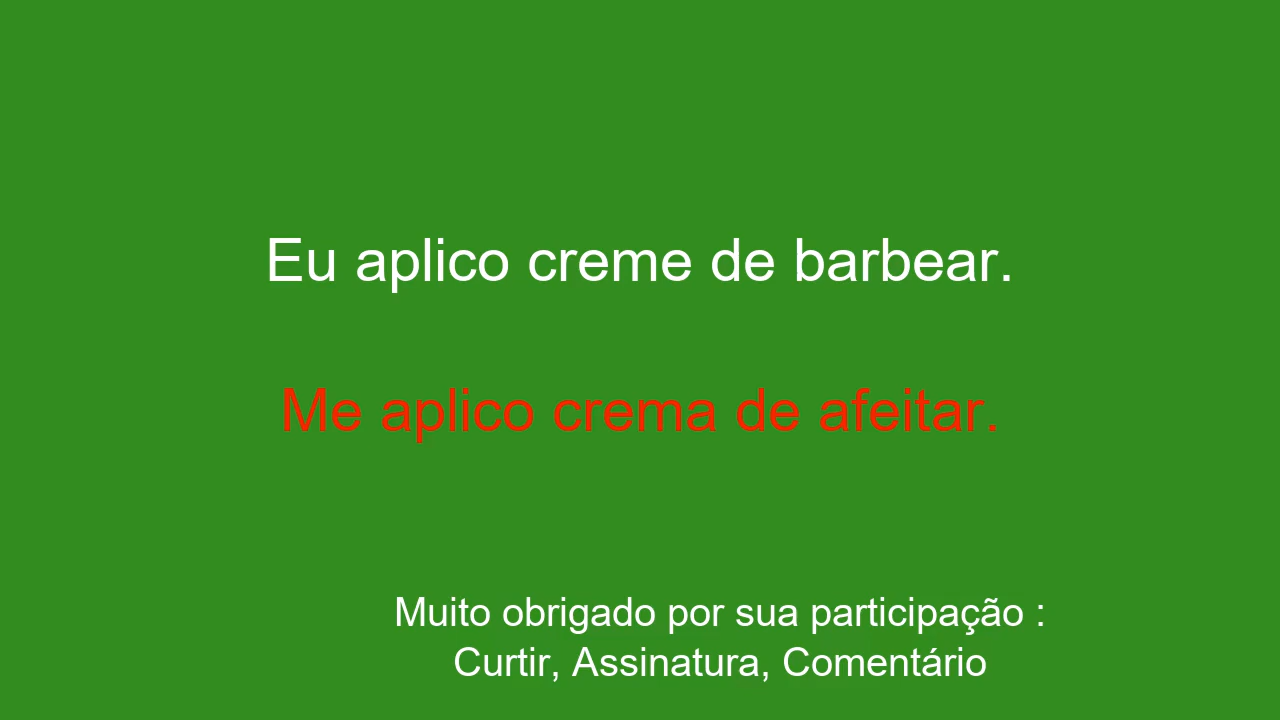 Eu aplico creme de barbear.
Me aplico crema de afeitar.
Muito obrigado por sua participação :
Curtir, Assinatura, Comentário